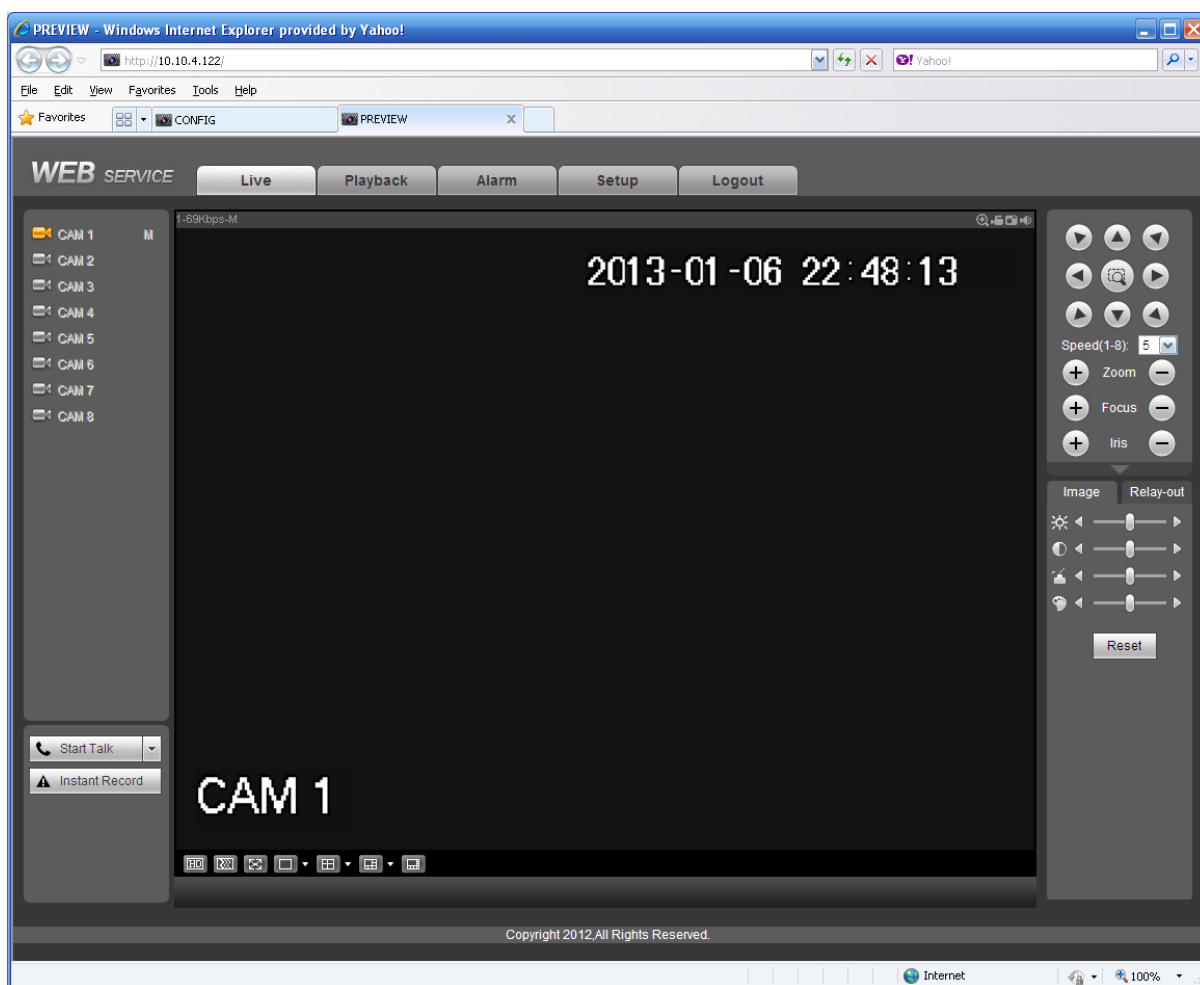 PREVIEW - Windows Internet Explorer provided by Yahoo!
http://10.10.4.122/
Yahoo!
File Edit View Favorites Tools Help
Favorites
CONFIG
PREVIEW
WEB SERVICE
Live
Playback
Alarm
Setup
Logout
1-69Kbps-M
CAM 1 M
CAM 2
CAM 3
CAM 4
CAM 5
CAM 6
CAM 7
CAM 8
2013-01-06 22:48:13
CAM 1
Speed(1-8): 5
Zoom
Focus
Iris
Image
Relay-out
Reset
Start Talk
Instant Record
HD
Copyright 2012,All Rights Reserved.
Internet
100%